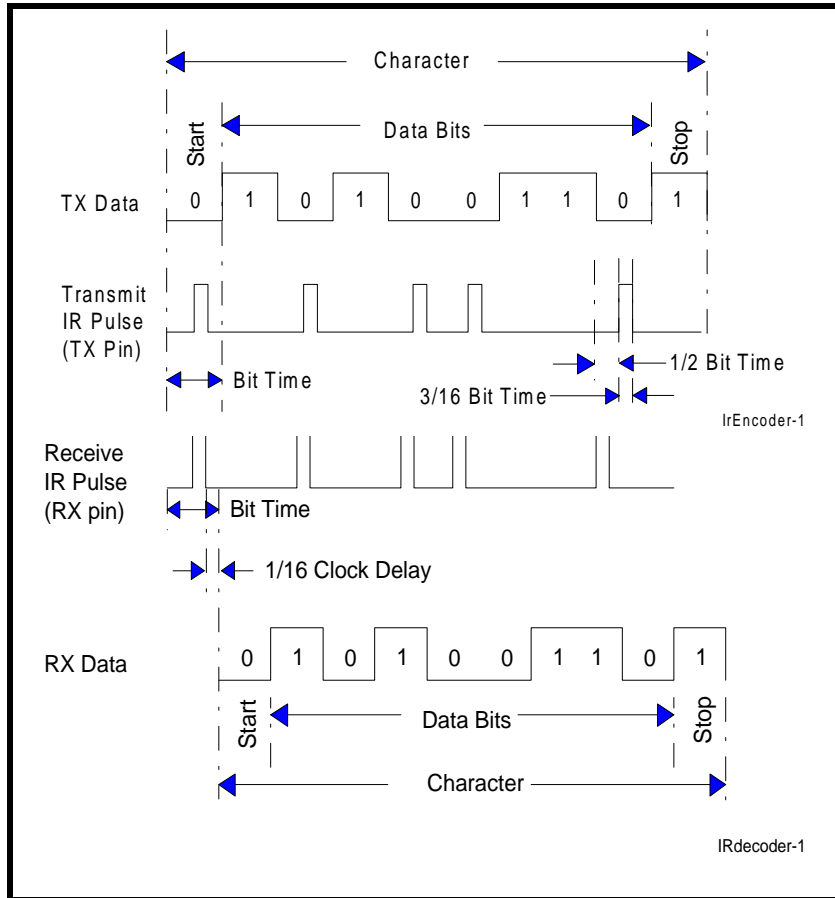 Character
Start
Data Bits
Stop
TX Data
0 1 0 1 0 0 1 1 0 1
Transmit
IR Pulse
(TX Pin)
Bit Time
1/2 Bit Time
3/16 Bit Time
IrEncoder-1
Receive
IR Pulse
(RX pin)
Bit Time
1/16 Clock Delay
RX Data
0 1 0 1 0 0 1 1 0 1
Start
Data Bits
Stop
Character
IRdecoder-1